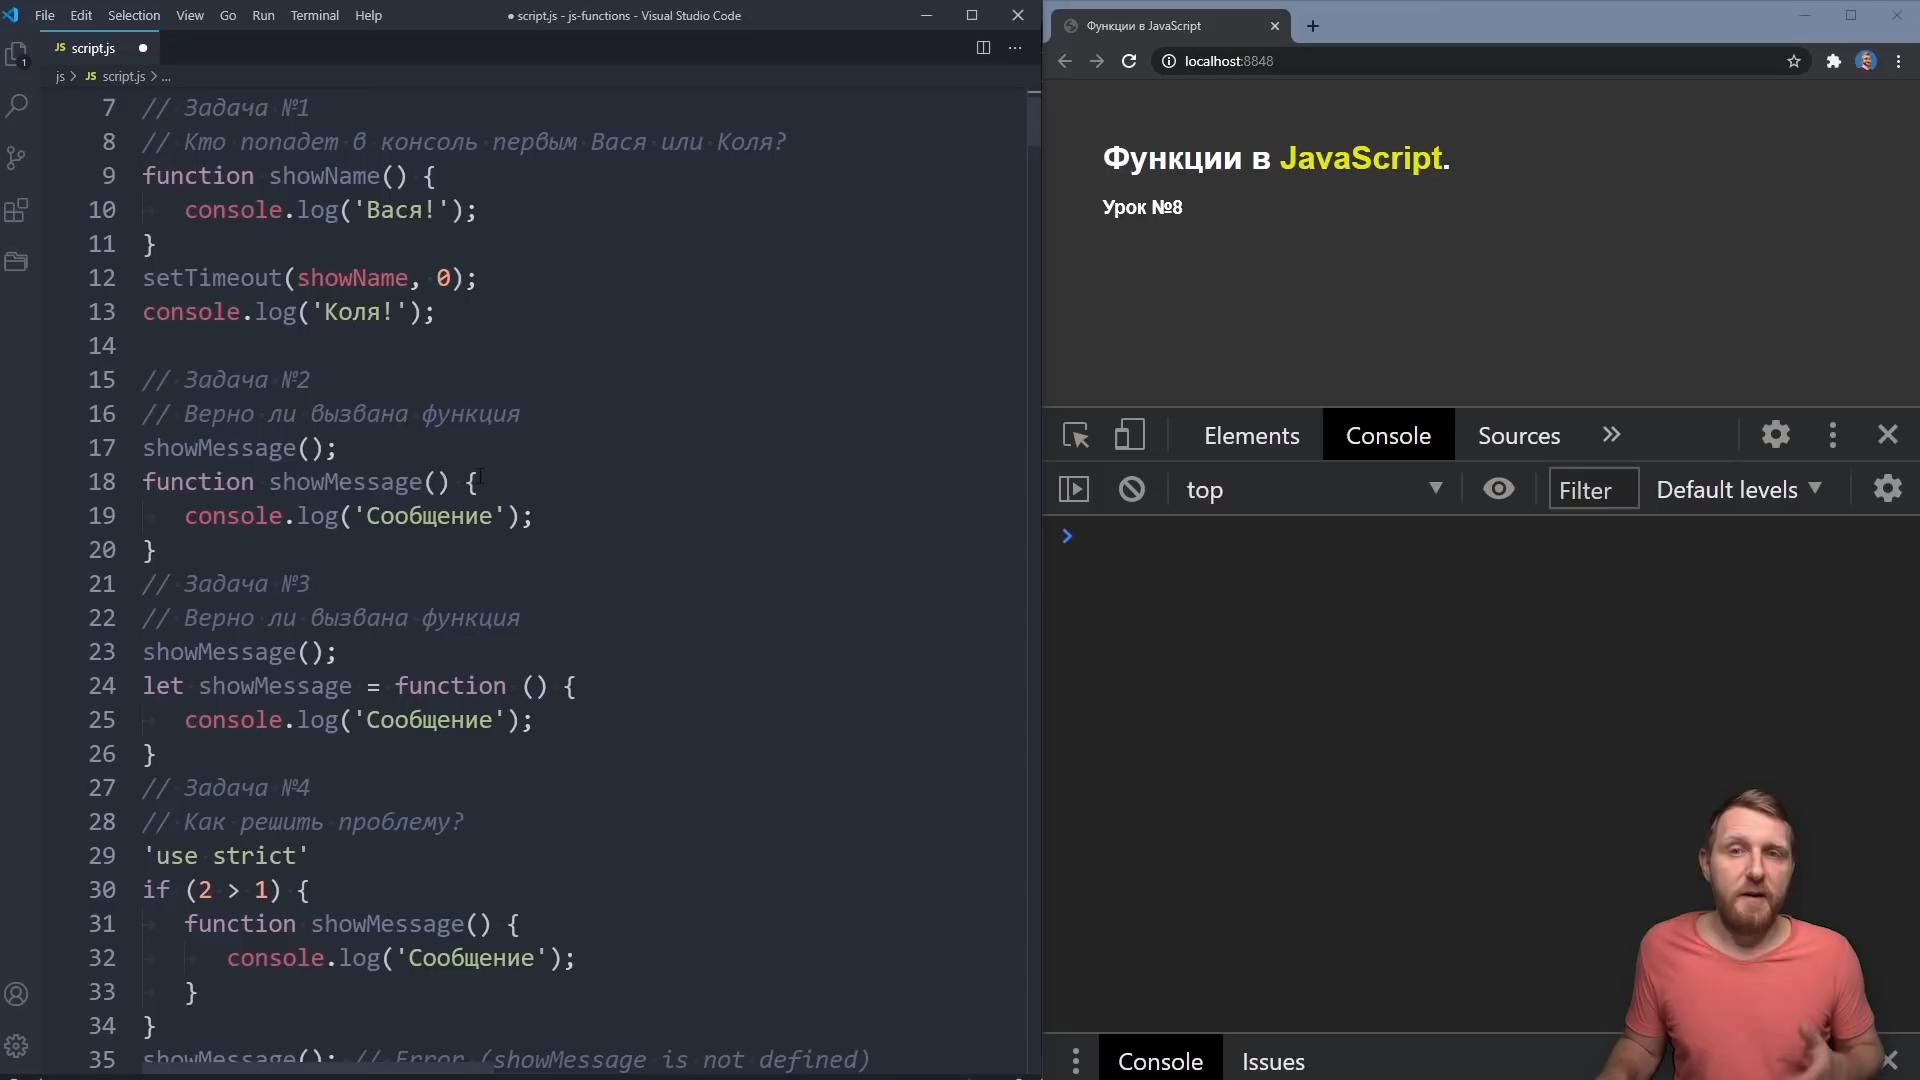 File Edit Selection View Go Run Terminal Help
● script.js - js-functions - Visual Studio Code
JS script.js ●
js > JS script.js > ...
1
7 // Задача №1
8 // Кто попадет в консоль первым Вася или Коля?
9 function showName() {
10 console.log('Вася!');
11 }
12 setTimeout(showName, 0);
13 console.log('Коля!');
14
15 // Задача №2
16 // Верно ли вызвана функция
17 showMessage();
18 function showMessage() {
19 console.log('Сообщение');
20 }
21 // Задача №3
22 // Верно ли вызвана функция
23 showMessage();
24 let showMessage = function () {
25 console.log('Сообщение');
26 }
27 // Задача №4
28 // Как решить проблему?
29 'use strict'
30 if (2 > 1) {
31 function showMessage() {
32 console.log('Сообщение');
33 }
34 }
35 showMessage(); // Error (showMessage is not defined)
Функции в JavaScript
localhost:8848
Функции в JavaScript.
Урок №8
Elements Console Sources
top Filter Default levels
Console Issues